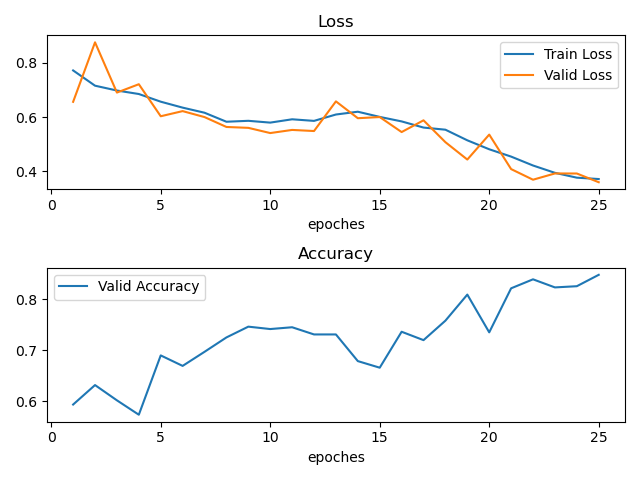 Loss
0.8
0.6
0.4
Train Loss
Valid Loss
0 5 10 15 20 25
epoches
Accuracy
0.8
0.7
0.6
Valid Accuracy
0 5 10 15 20 25
epoches